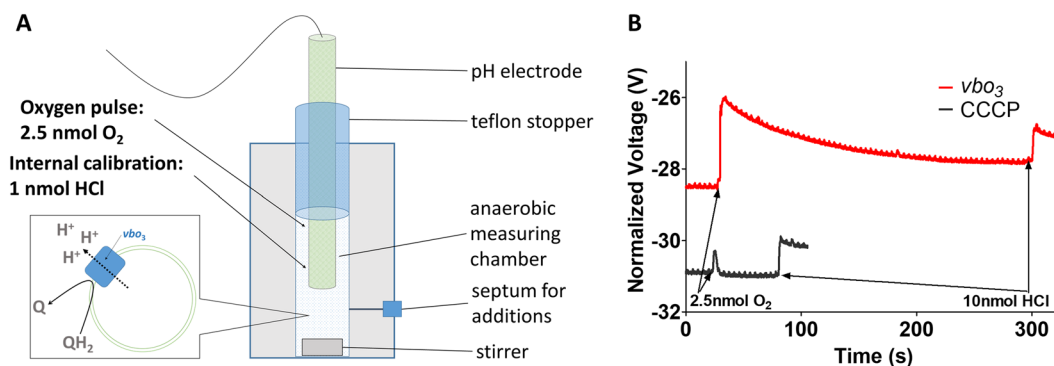 A
pH electrode
Oxygen pulse:
2.5 nmol O₂
teflon stopper
Internal calibration:
1 nmol HCl
anaerobic
measuring
chamber
septum for
additions
stirrer
H⁺
H⁺
H⁺
vbo₃
Q
QH₂
B
Normalized Voltage (V)
-26
-28
-30
-32
vbo₃
CCCP
2.5nmol O₂
10nmol HCl
0
100
200
300
Time (s)